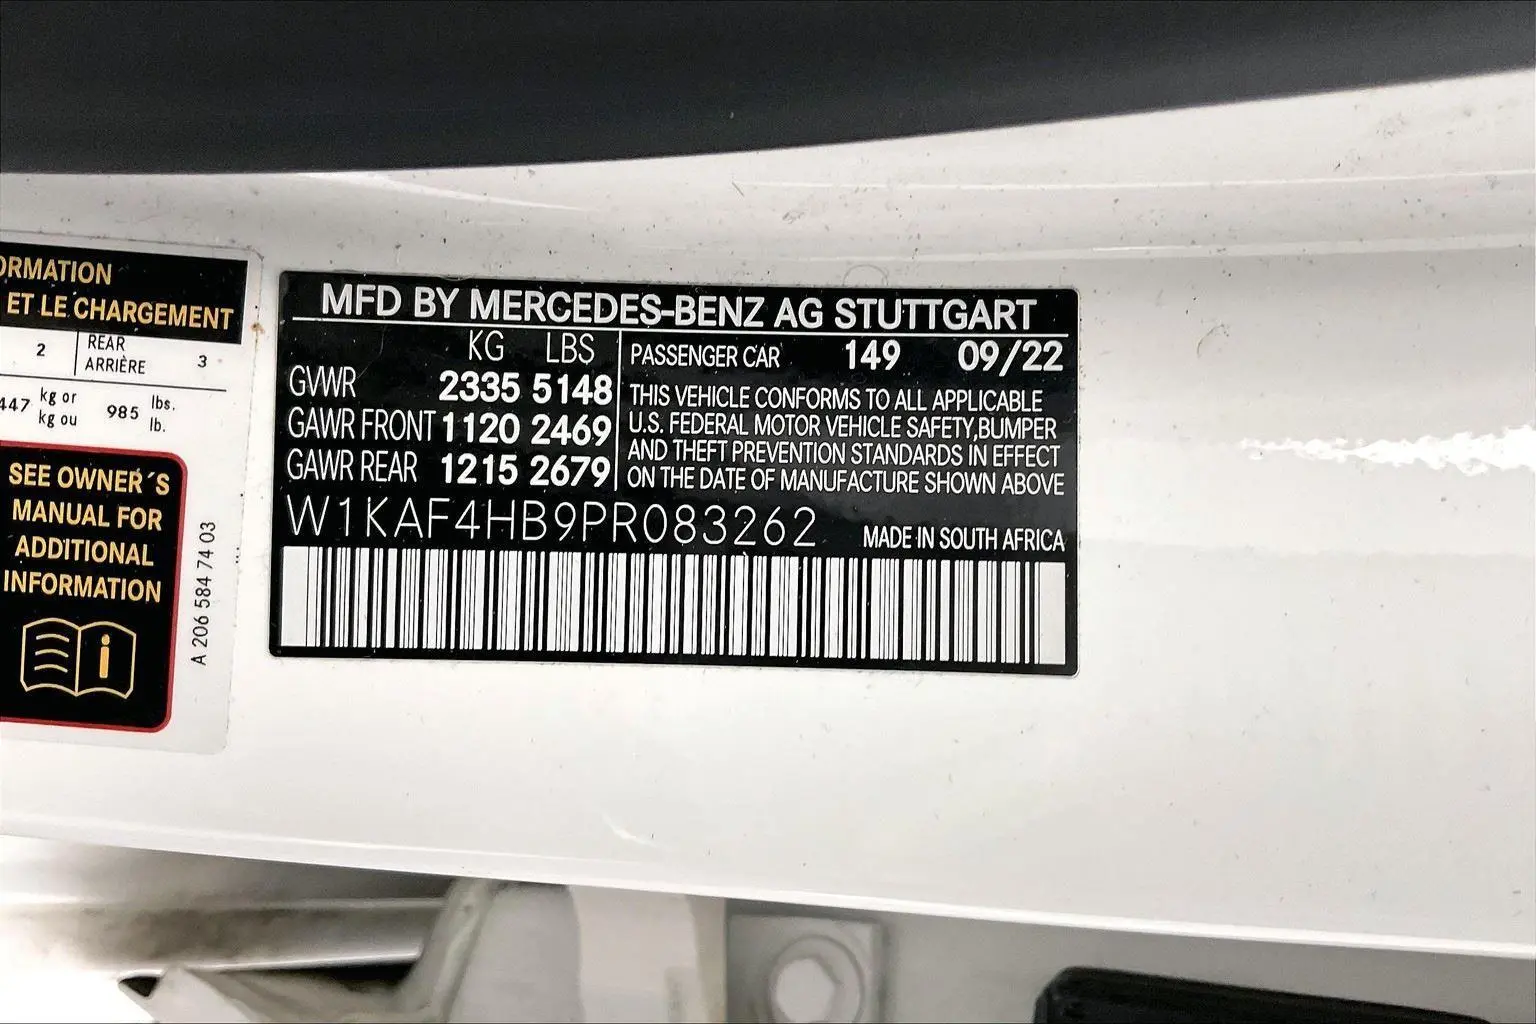 ORMATION
ET LE CHARGEMENT
2 REAR ARRIÈRE 3
447 kg or kg ou 985 lbs. lb.
SEE OWNER´S
MANUAL FOR
ADDITIONAL
INFORMATION
A 206 584 74 03
MFD BY MERCEDES-BENZ AG STUTTGART
KG LBS
GVWR 2335 5148
GAWR FRONT 1120 2469
GAWR REAR 1215 2679
PASSENGER CAR 149 09/22
THIS VEHICLE CONFORMS TO ALL APPLICABLE
U.S. FEDERAL MOTOR VEHICLE SAFETY,BUMPER
AND THEFT PREVENTION STANDARDS IN EFFECT
ON THE DATE OF MANUFACTURE SHOWN ABOVE
W1KAF4HB9PR083262 MADE IN SOUTH AFRICA